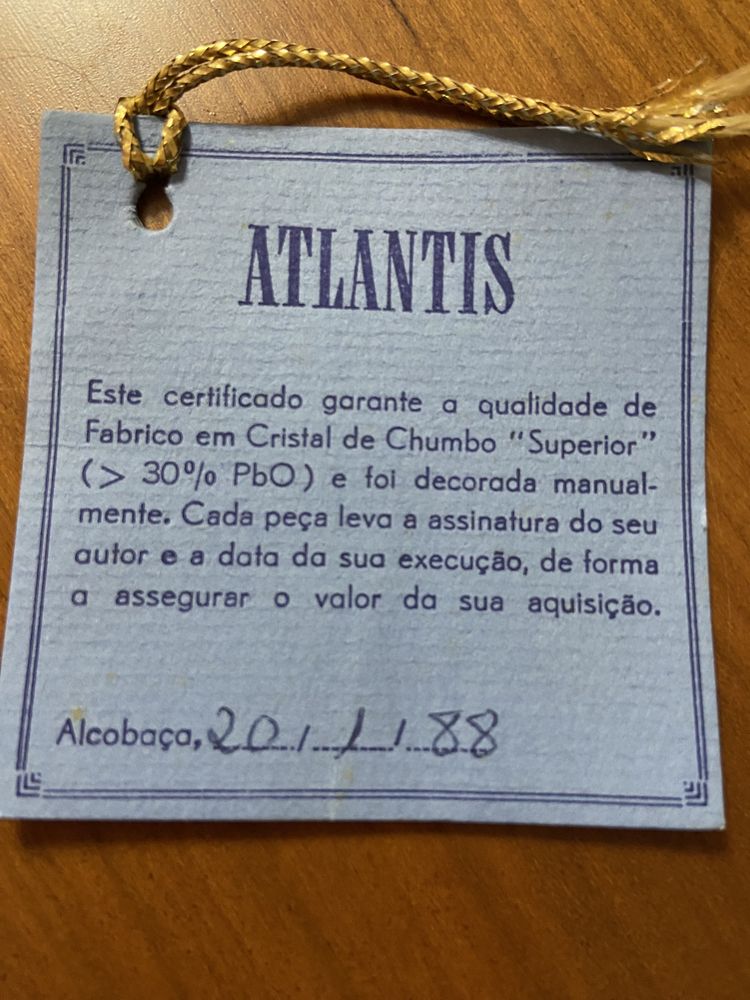 ATLANTIS
Este certificado garante a qualidade de
Fabrico em Cristal de Chumbo "Superior"
(> 30% PbO) e foi decorada manual-
mente. Cada peça leva a assinatura do seu
autor e a data da sua execução, de forma
a assegurar o valor da sua aquisição.
Alcobaça, 20/1/88